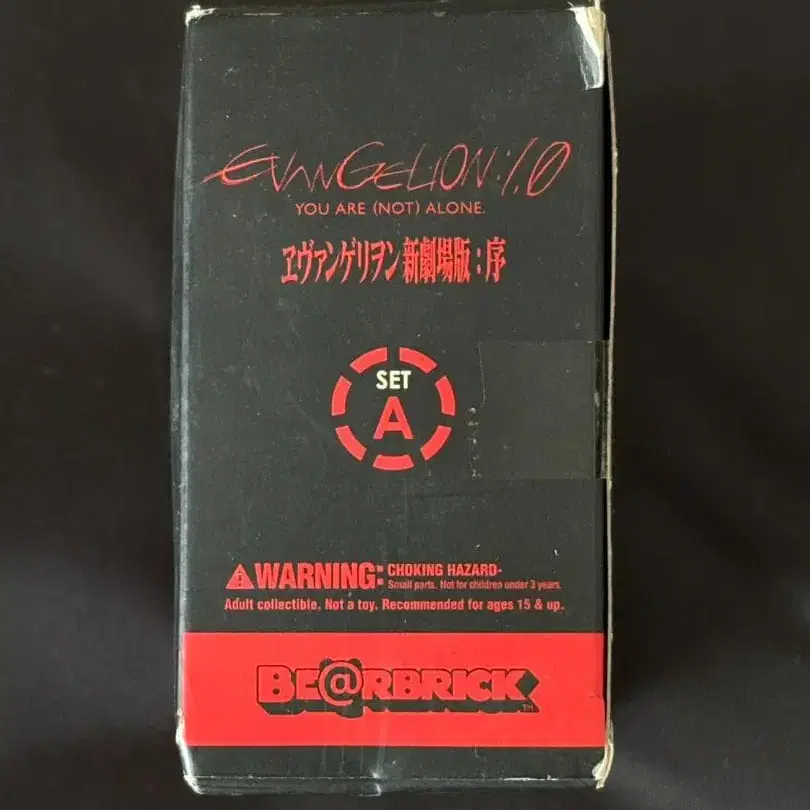 EVANGELION:1.0
YOU ARE (NOT) ALONE.
ヱヴァンゲリヲン新劇場版:序
SET
A
WARNING: CHOKING HAZARD-
Small parts. Not for children under 3 years.
Adult collectible. Not a toy. Recommended for ages 15 & up.
BE@RBRICK TM